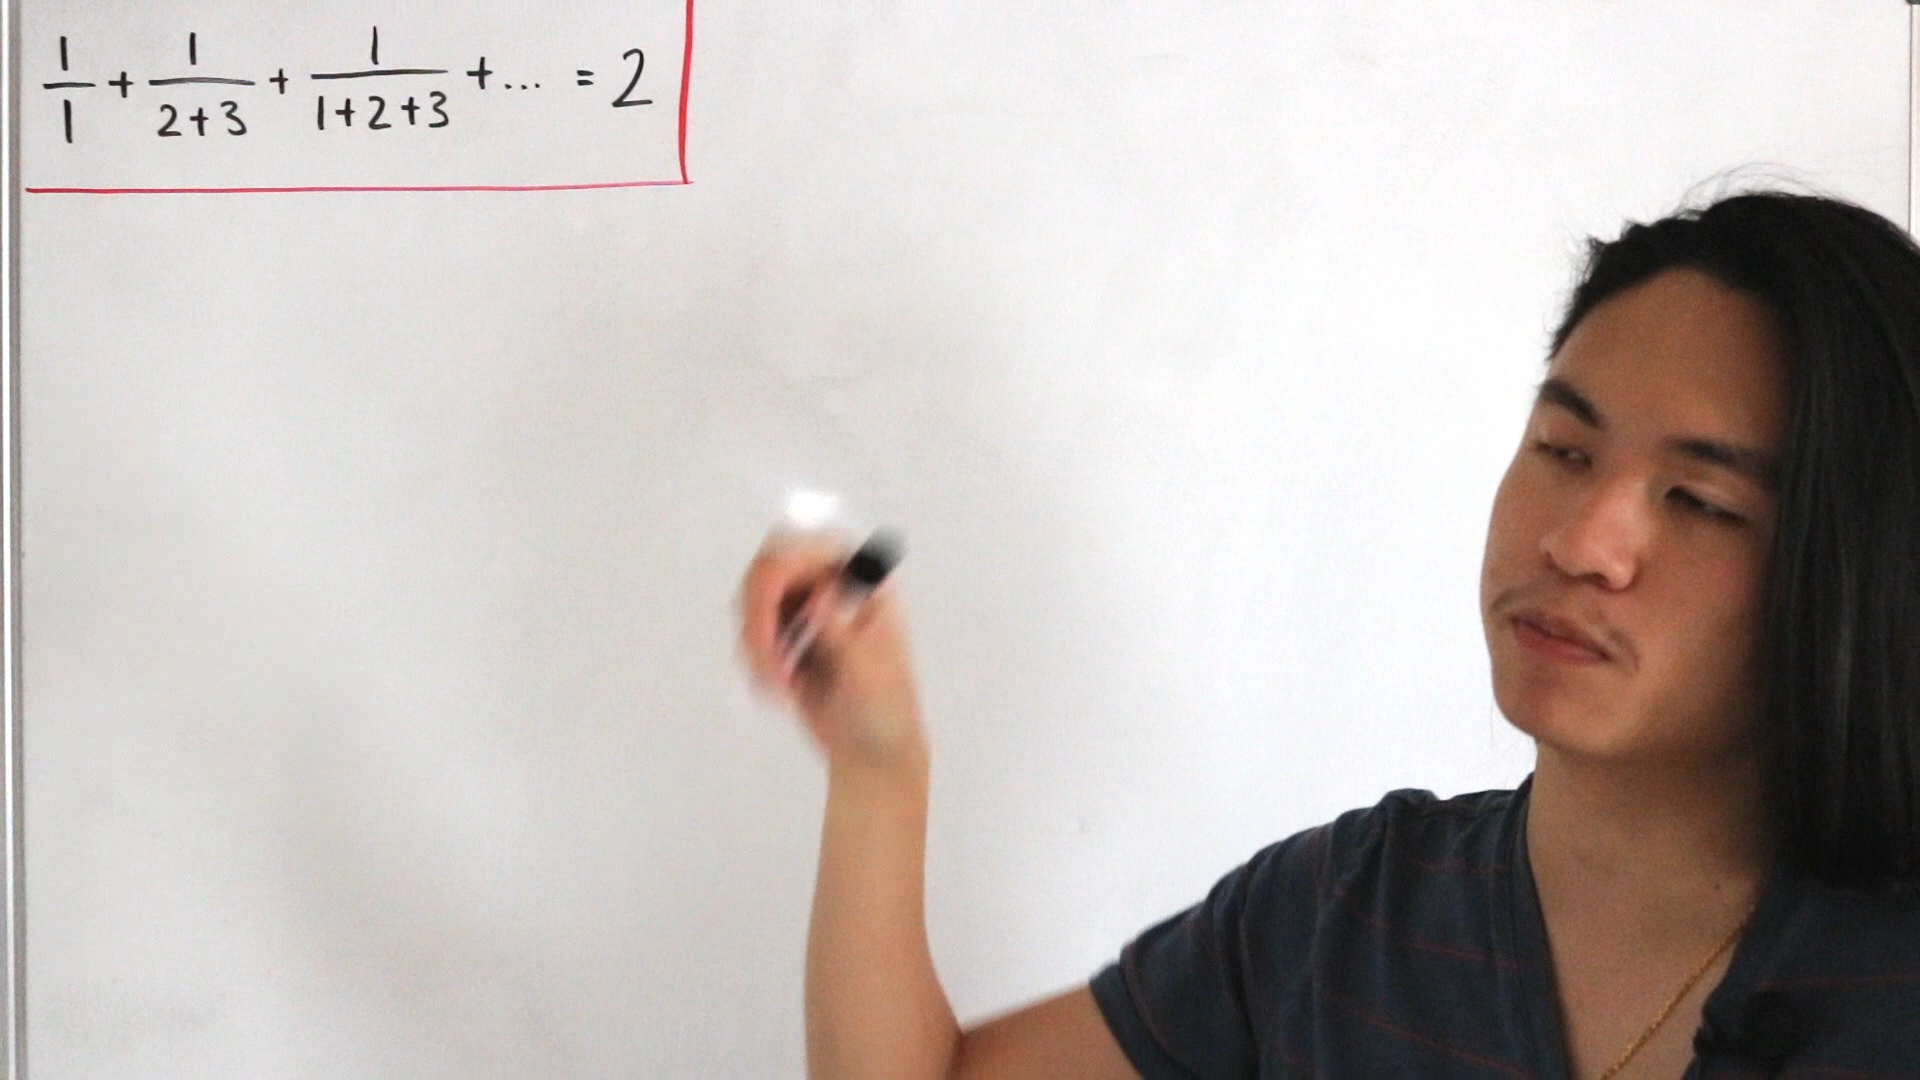 1/1 + 1/(2+3) + 1/(1+2+3) + ... = 2